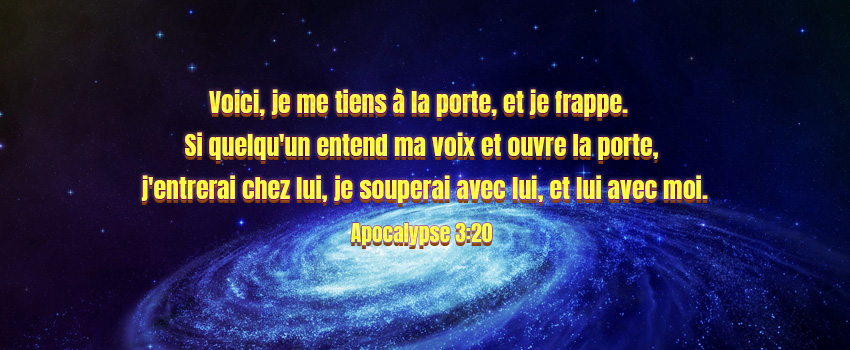 Voici, je me tiens à la porte, et je frappe.
Si quelqu'un entend ma voix et ouvre la porte,
j'entrerai chez lui, je souperai avec lui, et lui avec moi.
Apocalypse 3:20